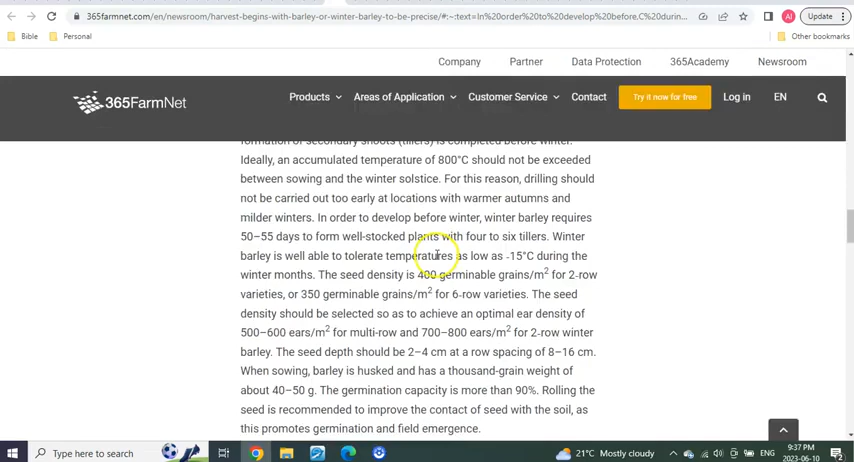 365farmnet.com/en/newsroom/harvest-begins-with-barley-or-winter-barley-to-be-precise/#:~:text=In%20order%20to%20develop%20before,C%20durin...
AI
Update
Bible
Personal
Other bookmarks
Company Partner Data Protection 365Academy Newsroom
365FarmNet
Products Areas of Application Customer Service Contact Try it now for free Log in EN
formation of secondary shoots (tillers) is completed before winter.
Ideally, an accumulated temperature of 800°C should not be exceeded
between sowing and the winter solstice. For this reason, drilling should
not be carried out too early at locations with warmer autumns and
milder winters. In order to develop before winter, winter barley requires
50–55 days to form well-stocked plants with four to six tillers. Winter
barley is well able to tolerate temperatures as low as -15°C during the
winter months. The seed density is 400 germinable grains/m² for 2-row
varieties, or 350 germinable grains/m² for 6-row varieties. The seed
density should be selected so as to achieve an optimal ear density of
500–600 ears/m² for multi-row and 700–800 ears/m² for 2-row winter
barley. The seed depth should be 2–4 cm at a row spacing of 8–16 cm.
When sowing, barley is husked and has a thousand-grain weight of
about 40–50 g. The germination capacity is more than 90%. Rolling the
seed is recommended to improve the contact of seed with the soil, as
this promotes germination and field emergence.
Type here to search
21°C Mostly cloudy
ENG
9:37 PM
2023-06-10
2